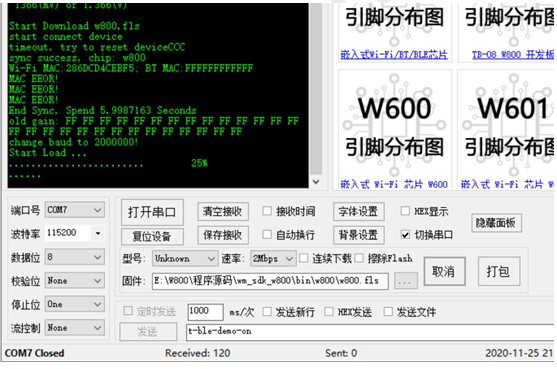 1366(mV) or 1.366(V)
Start Download w800.fls
start connect device
timeout, try to reset deviceCCC
sync success, chip: w800
Wi-Fi MAC:286DCD4CEBF5; BT MAC:FFFFFFFFFFFF
MAC EEOR!
MAC EEOR!
MAC EEOR!
End Sync, Spend 5.9987163 Seconds
old gain: FF FF FF FF FF FF FF FF FF FF FF FF FF
FF FF FF FF FF FF FF FF FF FF FF FF
change baud to 2000000!
Start Load ...
........................ 25%
......
引脚分布图
引脚分布图
嵌入式Wi-Fi/BT/BLE芯片
TB-08 W800 开发板
W600
W601
引脚分布图
引脚分布图
嵌入式 Wi-Fi 芯片 W600
嵌入式 Wi-Fi 芯片
端口号 COM7
打开串口 清空接收 接收时间 字体设置 HEX显示 隐藏面板
波特率 115200
复位设备 保存接收 自动换行 背景设置 切换串口
数据位 8
型号: Unknown 速率: 2Mbps 连续下载 擦除Flash 取消 打包
校验位 None
固件: E:\W800\程序源码\wm_sdk_w800\bin\w800\w800.fls ...
停止位 One
定时发送 1000 ms/次 发送新行 HEX发送 发送文件
流控制 None
发送 t-ble-demo-on
COM7 Closed Received: 120 Sent: 0 2020-11-25 21